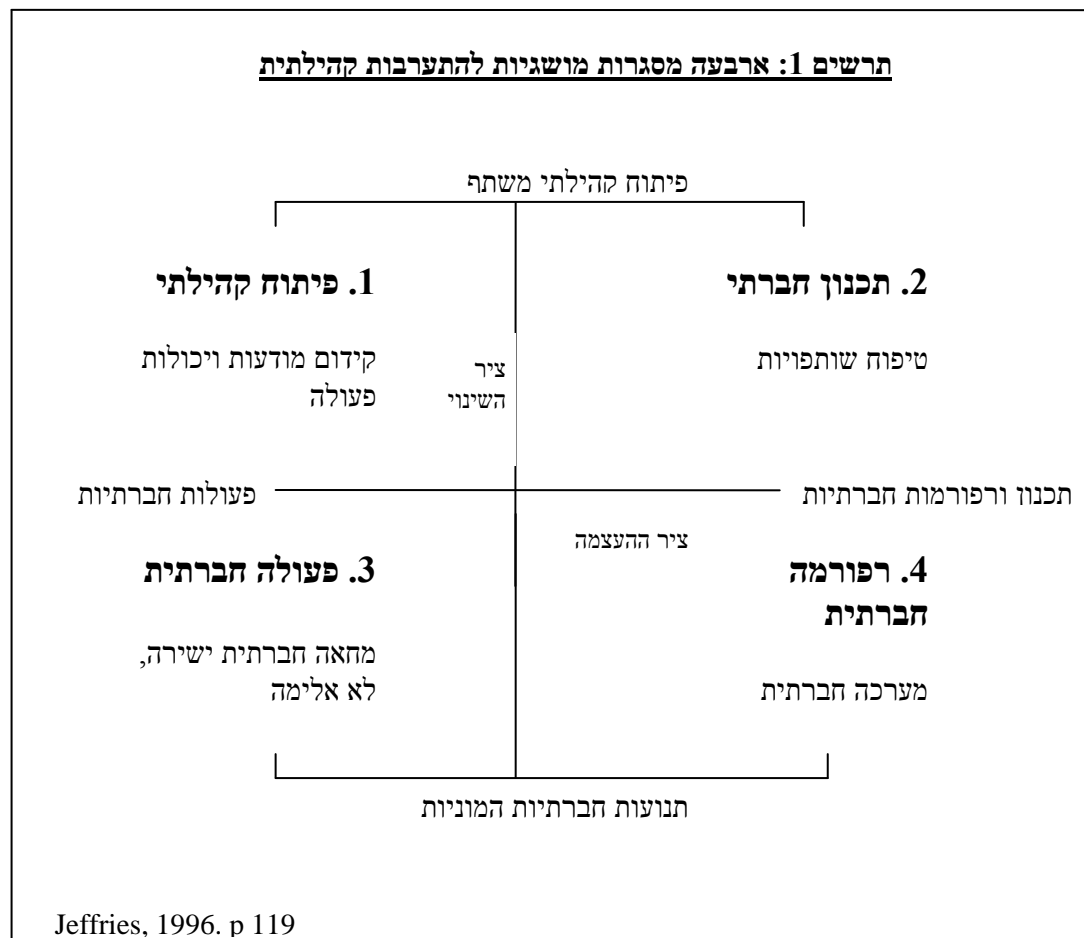 תרשים 1: ארבעה מסגרות מושגיות להתערבות קהילתית
פיתוח קהילתי משתף
2. תכנון חברתי
טיפוח שותפויות
1. פיתוח קהילתי
קידום מודעות ויכולות
פעולה
ציר
השינוי
תכנון ורפורמות חברתיות
פעולות חברתיות
ציר ההעצמה
4. רפורמה
חברתית
מערכה חברתית
3. פעולה חברתית
מחאה חברתית ישירה,
לא אלימה
תנועות חברתיות המוניות
Jeffries, 1996. p 119